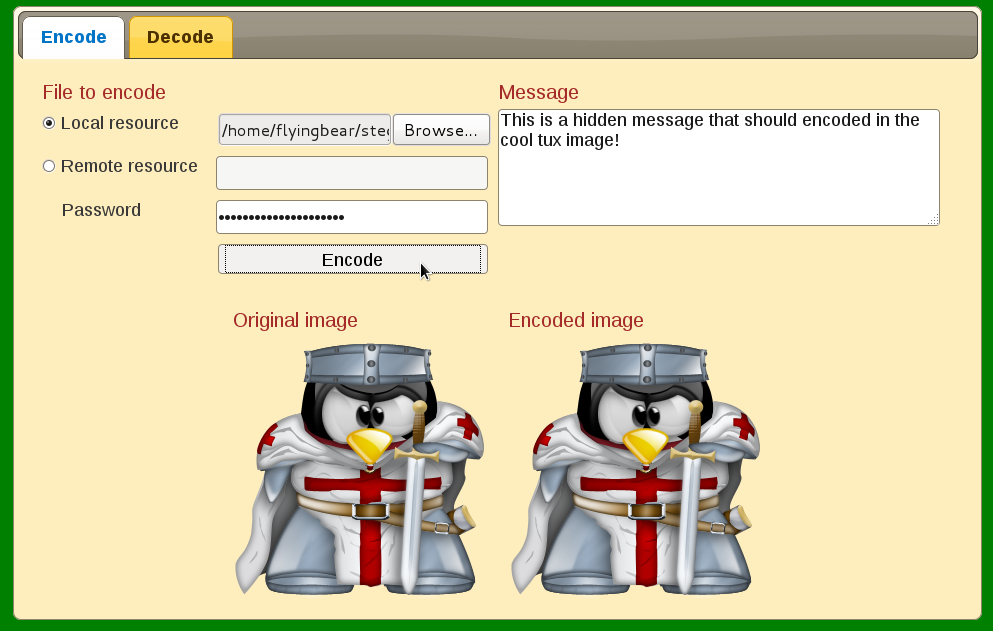 Encode
Decode
File to encode
Local resource
/home/flyingbear/ste
Browse...
Remote resource
Password
•••••••••••••••••••••
Encode
Message
This is a hidden message that should encoded in the
cool tux image!
Original image
Encoded image